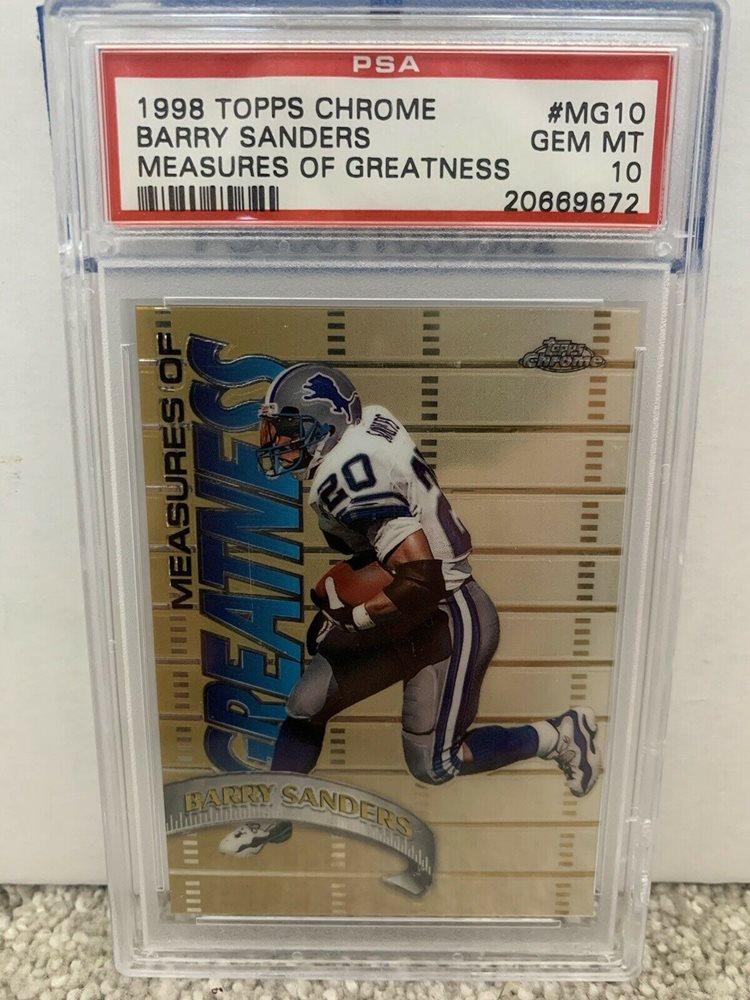 PSA
1998 TOPPS CHROME #MG10
BARRY SANDERS GEM MT
MEASURES OF GREATNESS 10
20669672
Topps
Chrome
MEASURES OF
GREATNESS
SANDERS
20
BARRY SANDERS